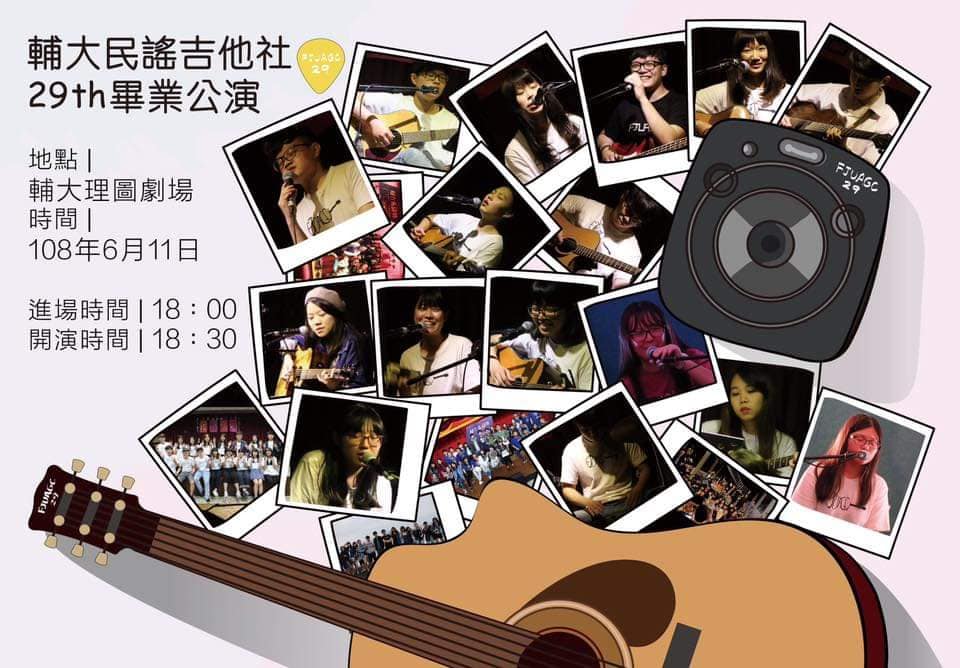 輔大民謠吉他社
29th畢業公演
FJUAGC
29
地點 |
輔大理圖劇場
時間 |
108年6月11日
進場時間 | 18：00
開演時間 | 18：30
FJUAGC
29
FJUAGC
29